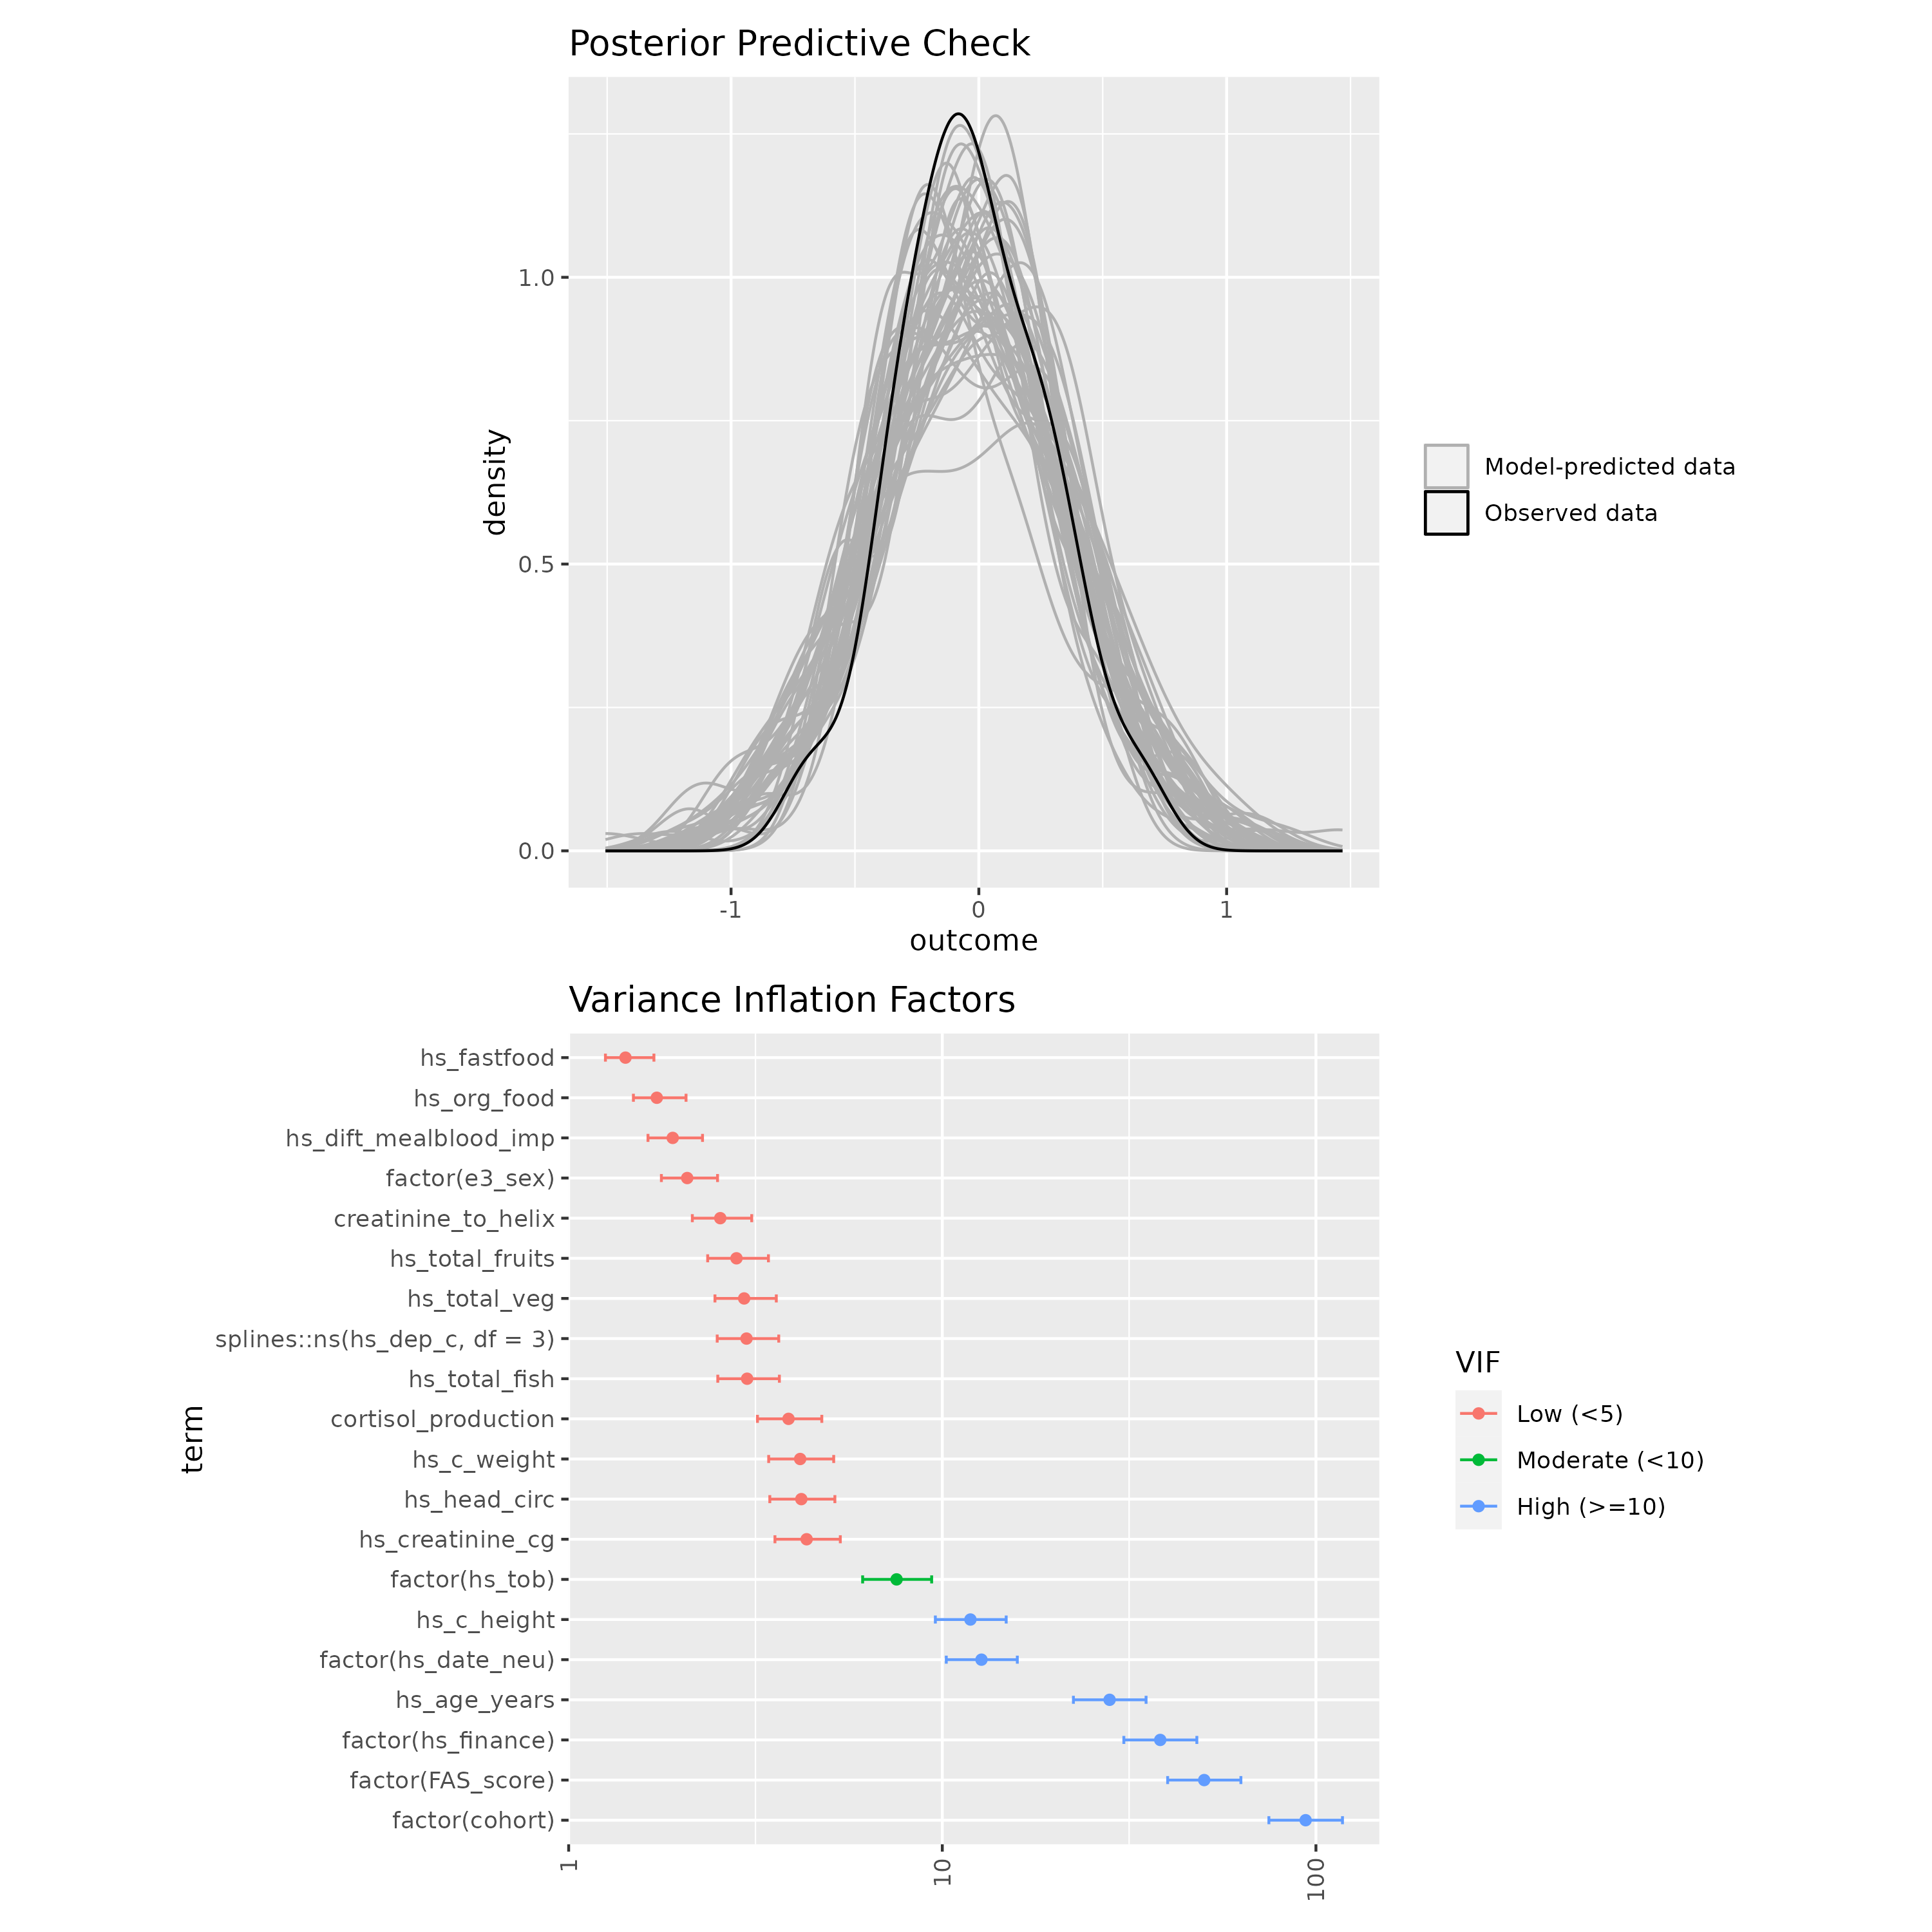 Posterior Predictive Check
density
1.0
0.5
0.0
-1
0
1
outcome
Model-predicted data
Observed data
Variance Inflation Factors
term
hs_fastfood
hs_org_food
hs_dift_mealblood_imp
factor(e3_sex)
creatinine_to_helix
hs_total_fruits
hs_total_veg
splines::ns(hs_dep_c, df = 3)
hs_total_fish
cortisol_production
hs_c_weight
hs_head_circ
hs_creatinine_cg
factor(hs_tob)
hs_c_height
factor(hs_date_neu)
hs_age_years
factor(hs_finance)
factor(FAS_score)
factor(cohort)
1
10
100
VIF
Low (<5)
Moderate (<10)
High (>=10)